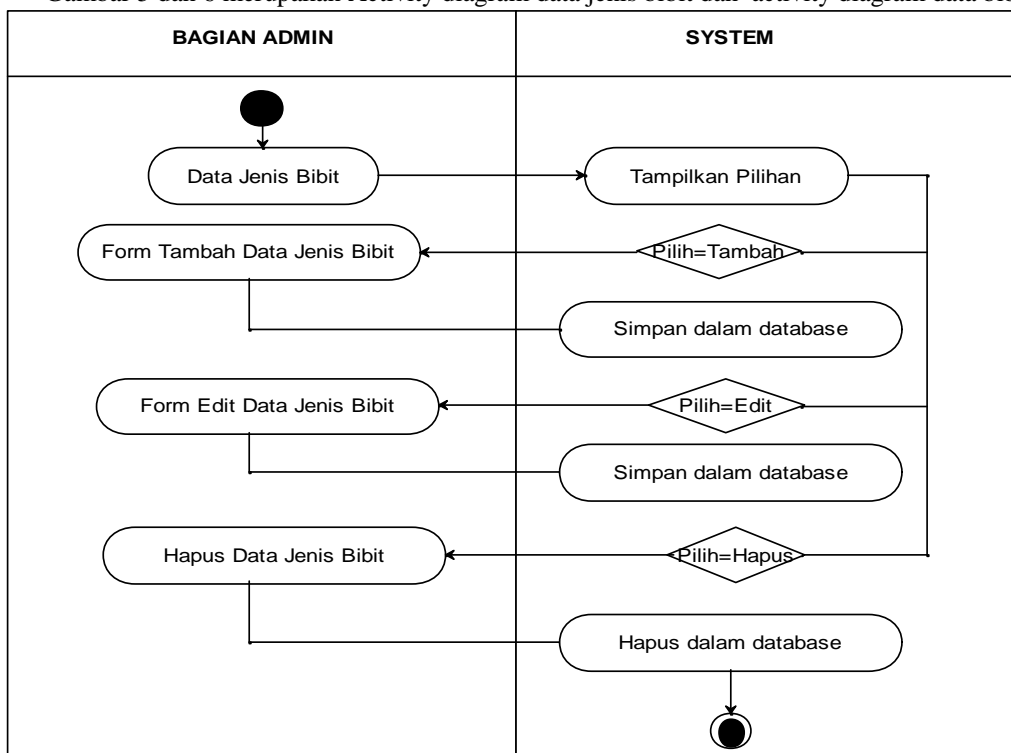 Gambar 5 dan 6 merupakan Activity diagram data jenis bibit dan activity diagram data
BAGIAN ADMIN
SYSTEM
Data Jenis Bibit
Tampilkan Pilihan
Form Tambah Data Jenis Bibit
Pilih=Tambah
Simpan dalam database
Form Edit Data Jenis Bibit
Pilih=Edit
Simpan dalam database
Hapus Data Jenis Bibit
Pilih=Hapus
Hapus dalam database